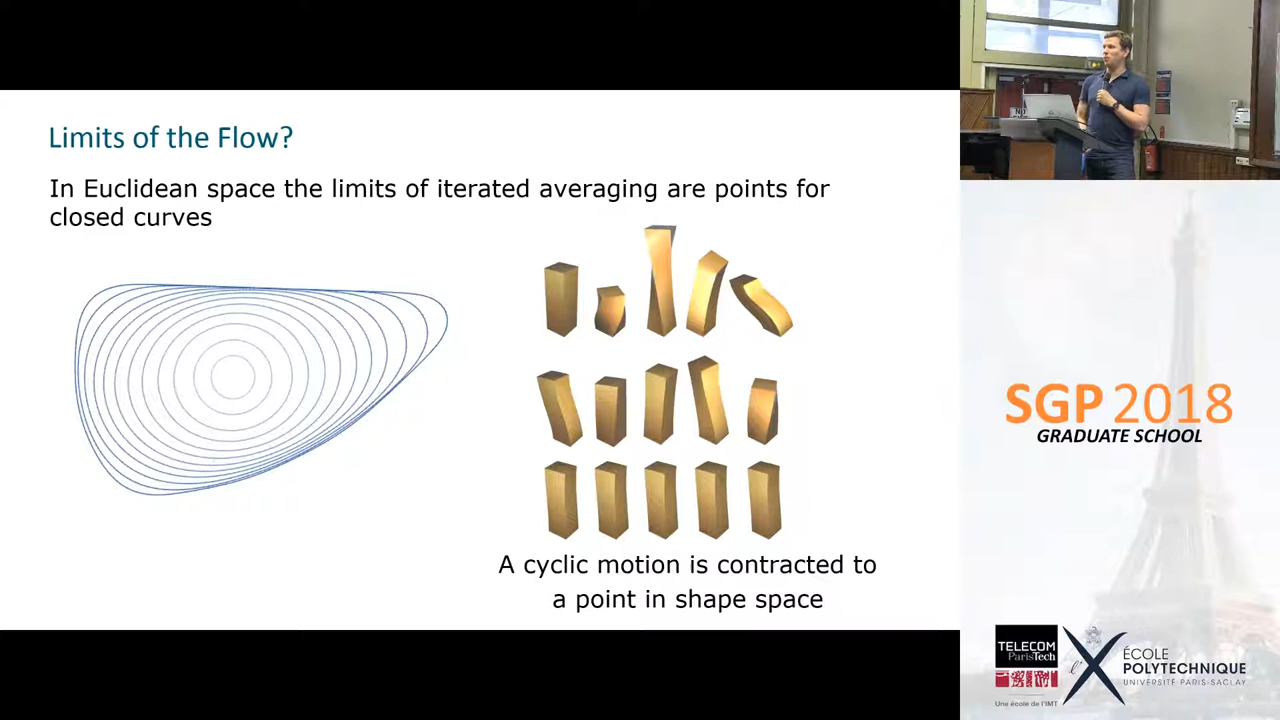 Limits of the Flow?
In Euclidean space the limits of iterated averaging are points for
closed curves
A cyclic motion is contracted to
a point in shape space
SGP 2018
GRADUATE SCHOOL
TELECOM
ParisTech
Une école de l'IMT
l'X
ÉCOLE
POLYTECHNIQUE
UNIVERSITÉ PARIS-SACLAY